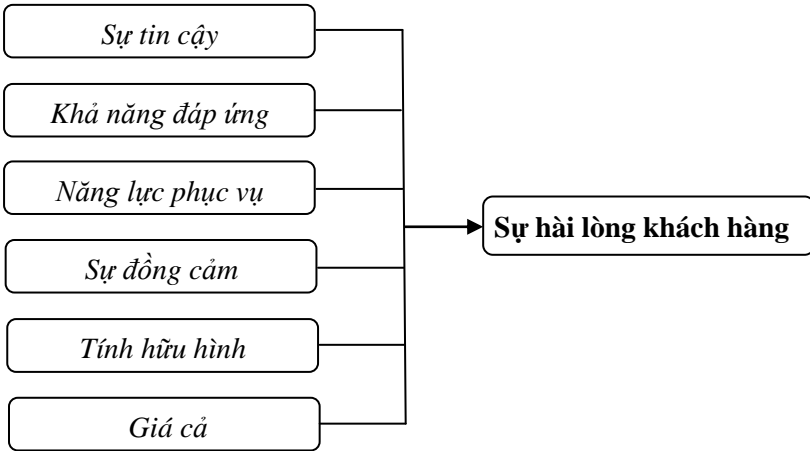 Sự tin cậy
Khả năng đáp ứng
Năng lực phục vụ
Sự hài lòng khách hàng
Sự đồng cảm
Tính hữu hình
Giá cả